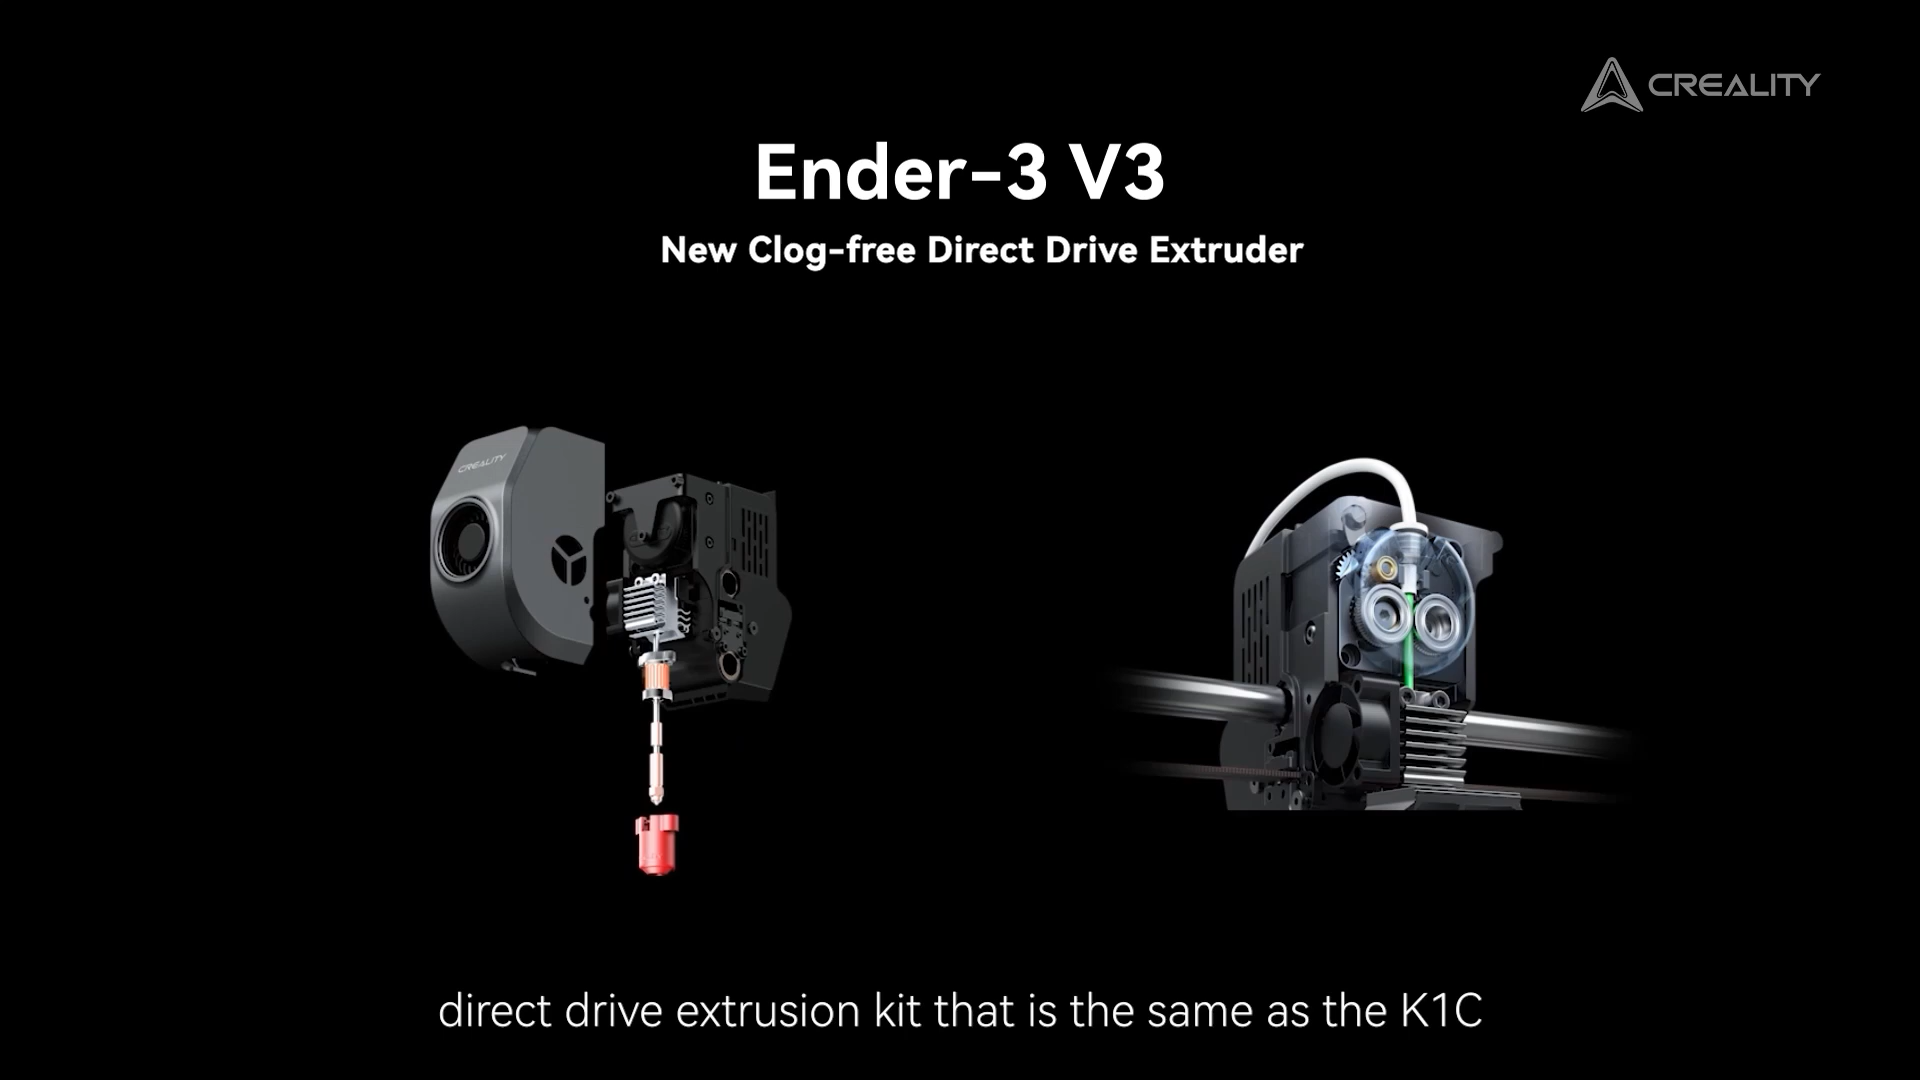 CREALITY
Ender-3 V3
New Clog-free Direct Drive Extruder
CREALITY
direct drive extrusion kit that is the same as the K1C